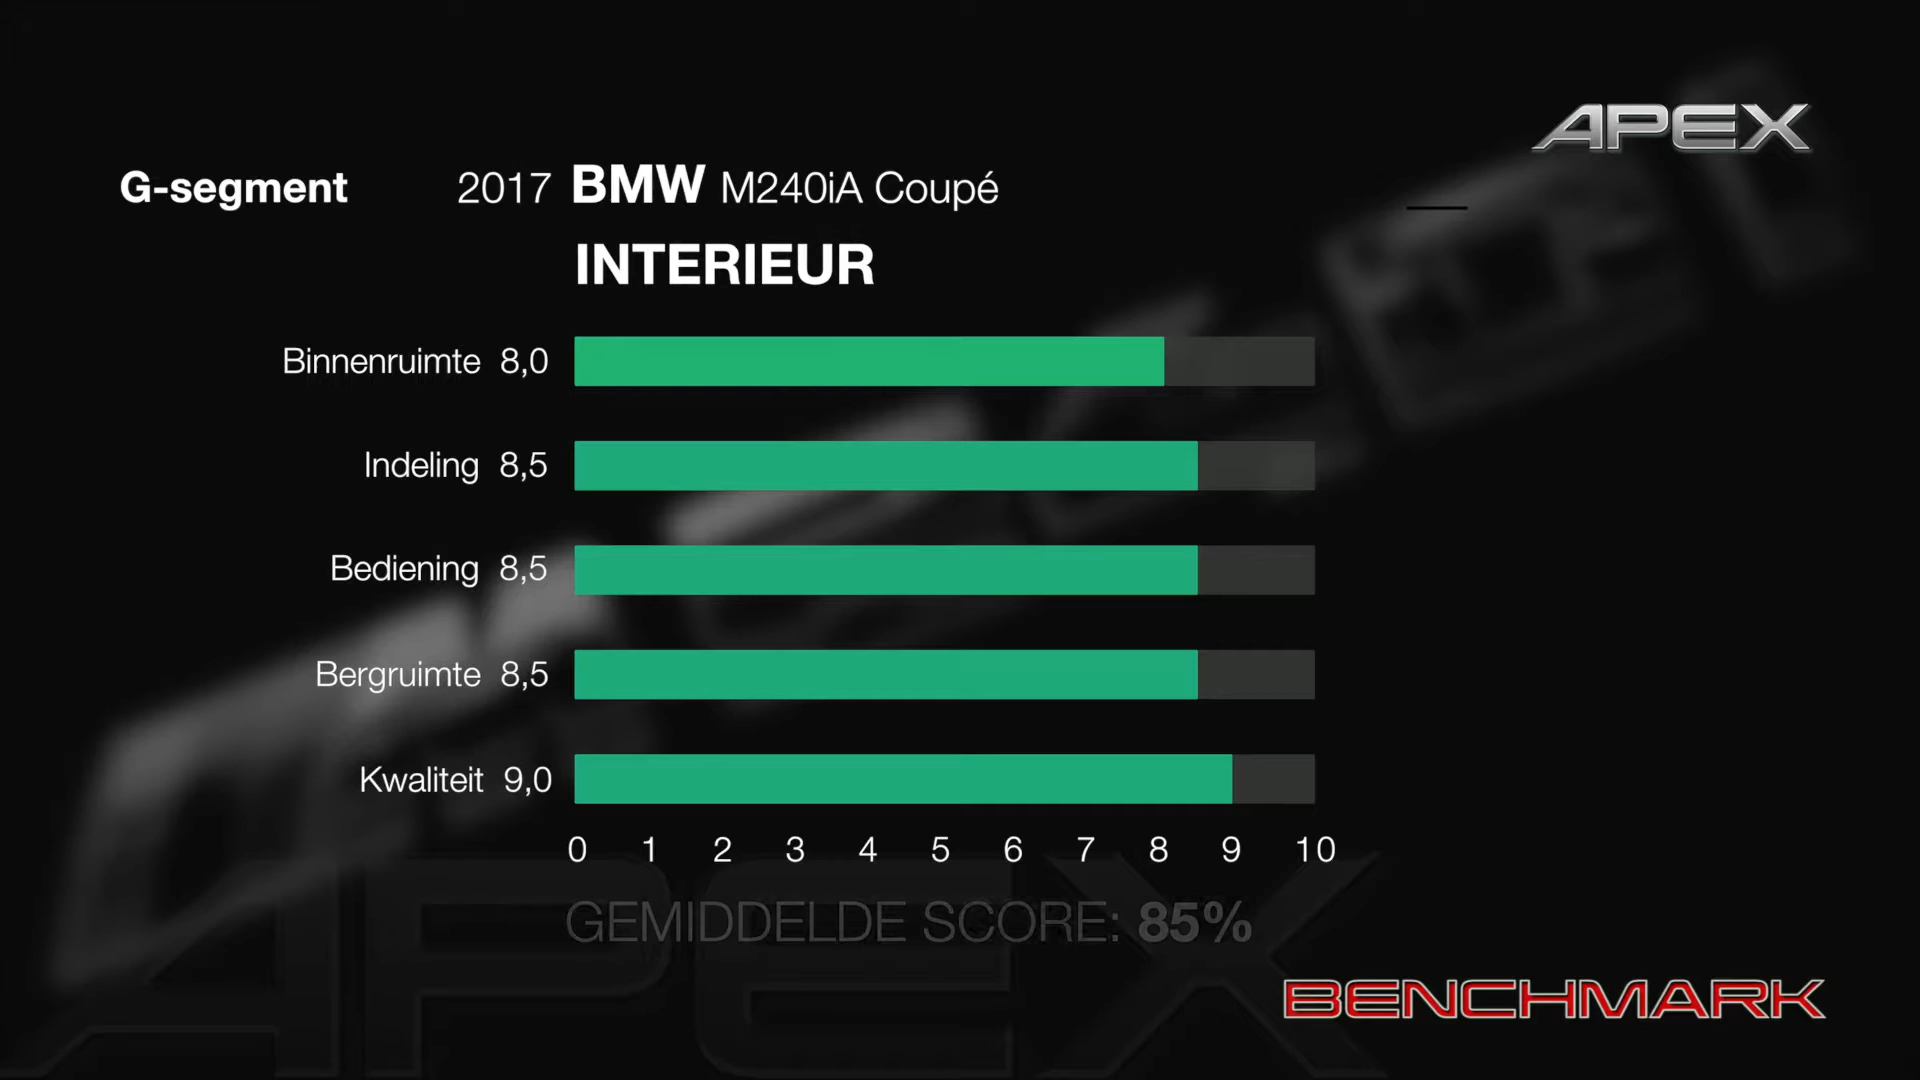 APEX
G-segment 2017 BMW M240iA Coupé
INTERIEUR
Binnenruimte 8,0
Indeling 8,5
Bediening 8,5
Bergruimte 8,5
Kwaliteit 9,0
0 1 2 3 4 5 6 7 8 9 10
GEMIDDELDE SCORE: 85%
APEX
BENCHMARK